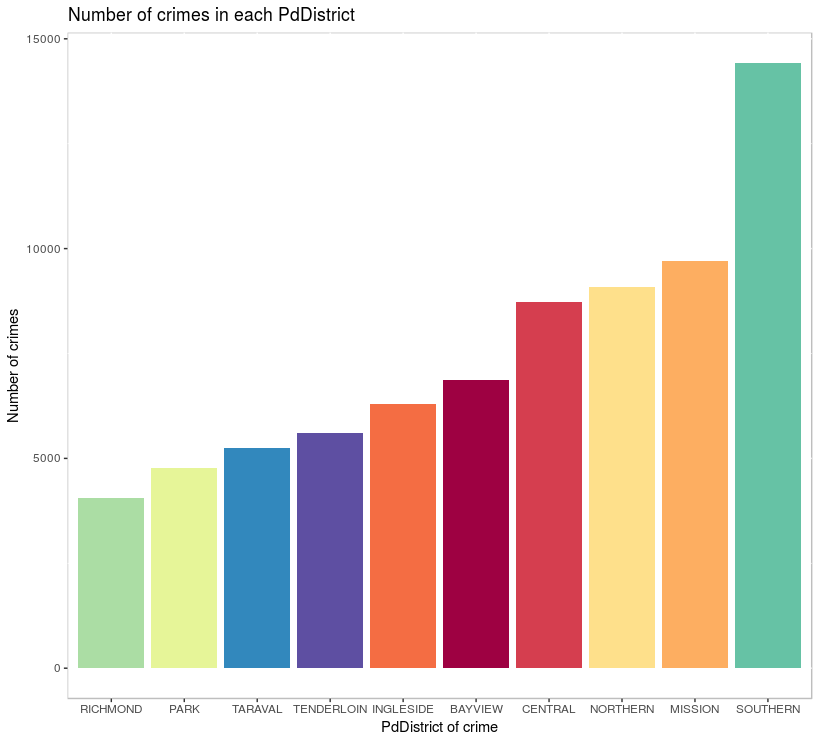 Number of crimes in each PdDistrict
15000
10000
5000
0
Number of crimes
RICHMOND PARK TARAVAL TENDERLOIN INGLESIDE BAYVIEW CENTRAL NORTHERN MISSION SOUTHERN
PdDistrict of crime